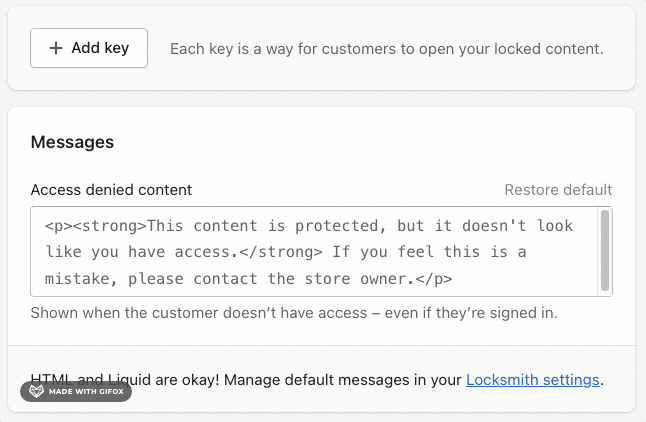 + Add key
Each key is a way for customers to open your locked content.
Messages
Access denied content
Restore default
<p><strong>This content is protected, but it doesn't look
like you have access.</strong> If you feel this is a
mistake, please contact the store owner.</p>
Shown when the customer doesn’t have access – even if they’re signed in.
HTML and Liquid are okay! Manage default messages in your Locksmith settings.
MADE WITH GIFOX